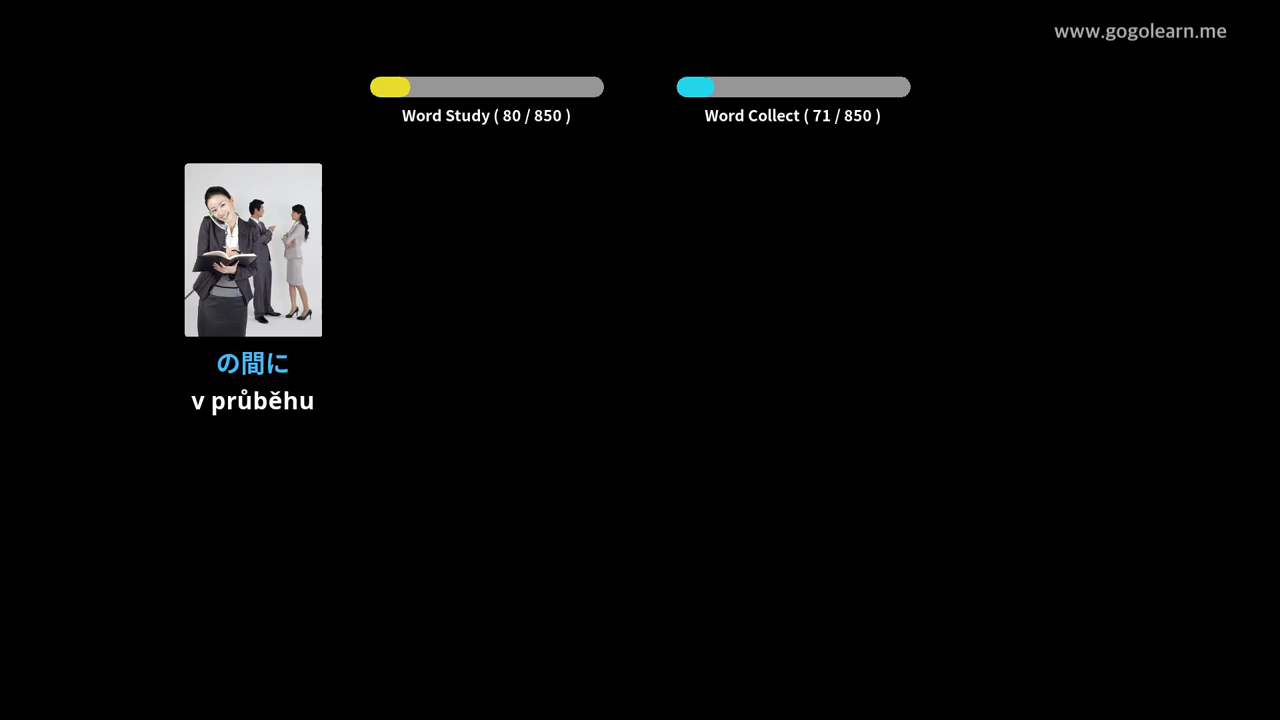 www.gogolearn.me
Word Study ( 80 / 850 )
Word Collect ( 71 / 850 )
の間に
v průběhu